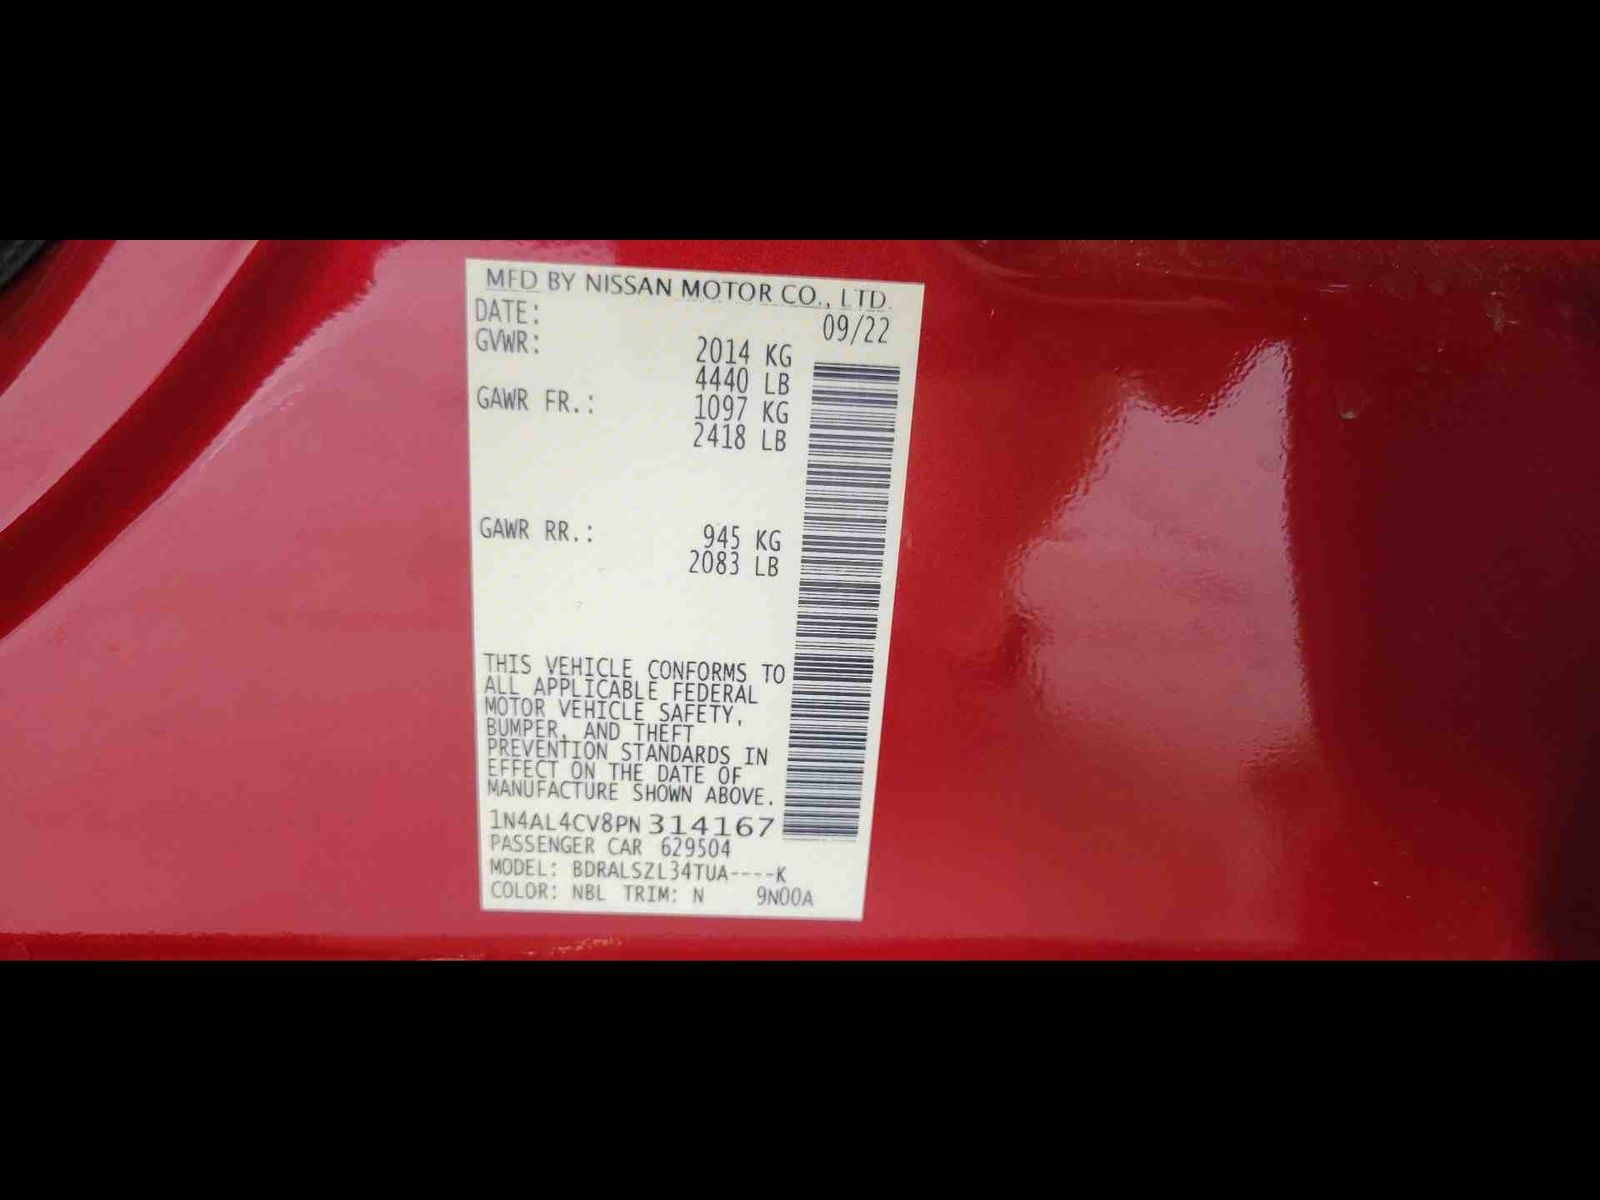 MFD BY NISSAN MOTOR CO., LTD.
DATE: 09/22
GVWR: 2014 KG
4440 LB
GAWR FR.: 1097 KG
2418 LB
GAWR RR.: 945 KG
2083 LB
THIS VEHICLE CONFORMS TO
ALL APPLICABLE FEDERAL
MOTOR VEHICLE SAFETY,
BUMPER, AND THEFT
PREVENTION STANDARDS IN
EFFECT ON THE DATE OF
MANUFACTURE SHOWN ABOVE.
1N4AL4CV8PN 314167
PASSENGER CAR 629504
MODEL: BDRALSZL34TUA----K
COLOR: NBL TRIM: N 9N00A